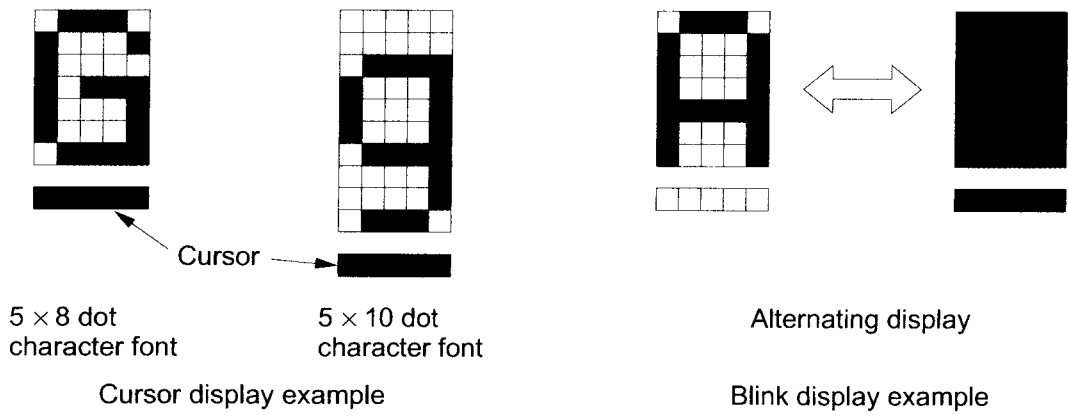 Cursor
5 × 8 dot
character font
5 × 10 dot
character font
Cursor display example
Alternating display
Blink display example